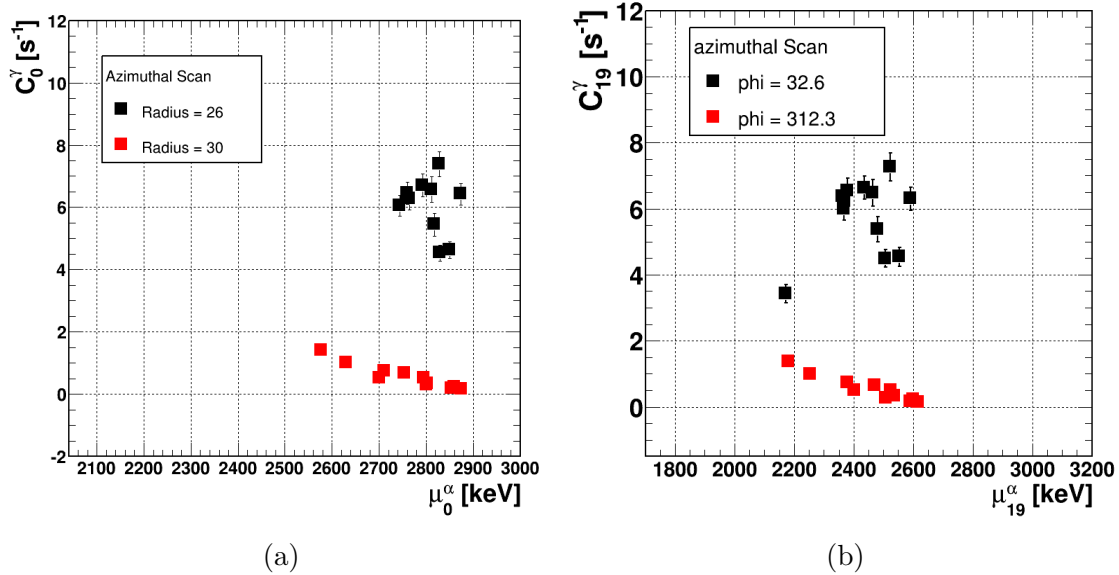 C₀^γ [s⁻¹]
12
10
8
6
4
2
0
-2
Azimuthal Scan
Radius = 26
Radius = 30
2100 2200 2300 2400 2500 2600 2700 2800 2900 3000
μ₀^α [keV]
(a)
C₁₉^γ [s⁻¹]
12
10
8
6
4
2
0
azimuthal Scan
phi = 32.6
phi = 312.3
1800 2000 2200 2400 2600 2800 3000 3200
μ₁₉^α [keV]
(b)